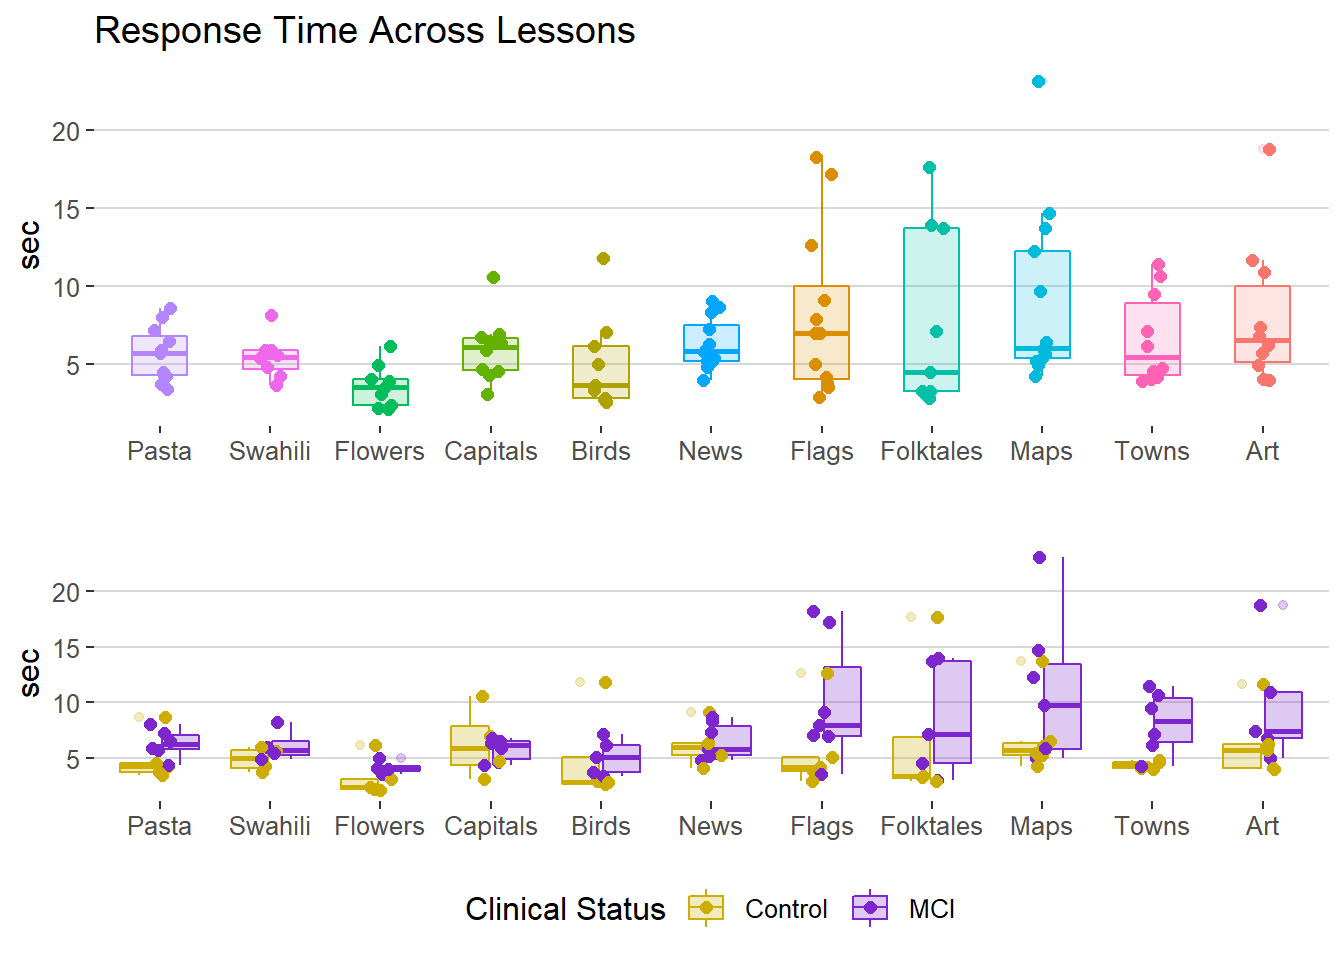 Response Time Across Lessons
sec
20
15
10
5
Pasta Swahili Flowers Capitals Birds News Flags Folktales Maps Towns Art
sec
20
15
10
5
Pasta Swahili Flowers Capitals Birds News Flags Folktales Maps Towns Art
Clinical Status Control MCI